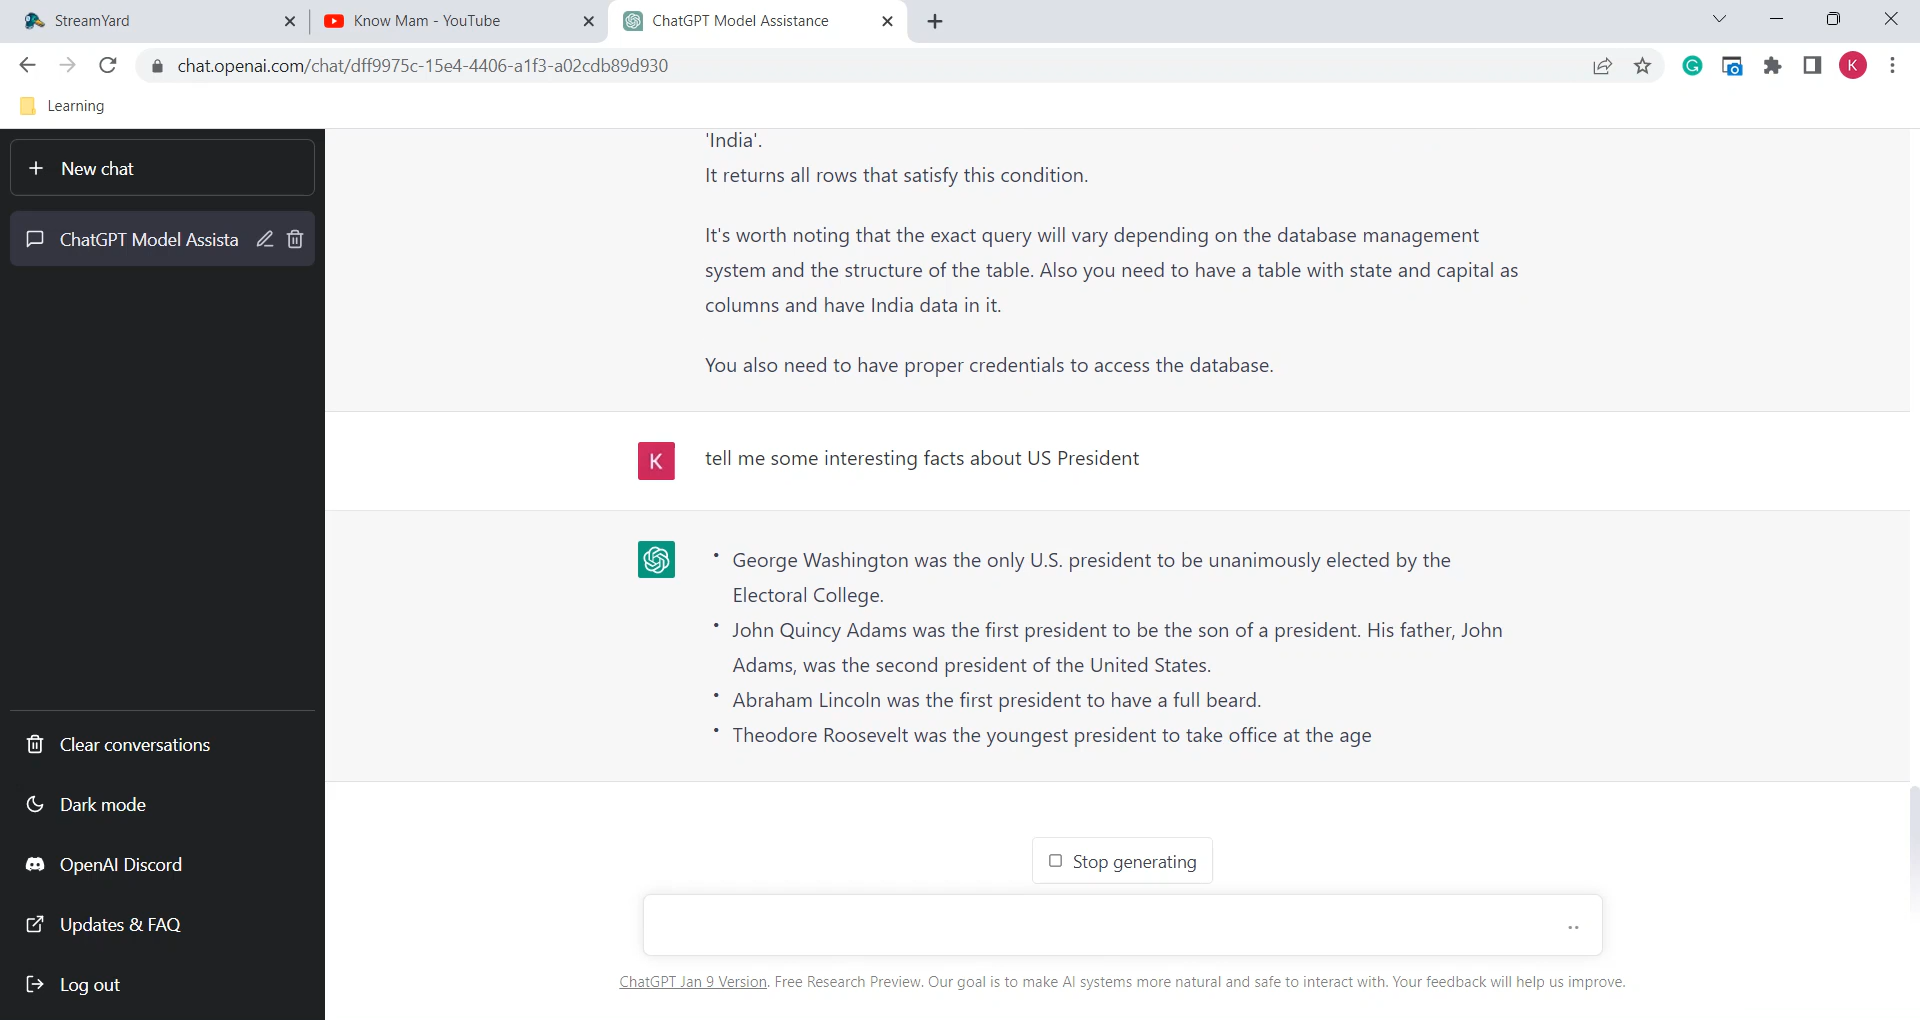 StreamYard
Know Mam - YouTube
ChatGPT Model Assistance
chat.openai.com/chat/dff9975c-15e4-4406-a1f3-a02cdb89d930
K
Learning
New chat
ChatGPT Model Assista
'India'.
It returns all rows that satisfy this condition.
It's worth noting that the exact query will vary depending on the database management
system and the structure of the table. Also you need to have a table with state and capital as
columns and have India data in it.
You also need to have proper credentials to access the database.
K
tell me some interesting facts about US President
• George Washington was the only U.S. president to be unanimously elected by the
Electoral College.
• John Quincy Adams was the first president to be the son of a president. His father, John
Adams, was the second president of the United States.
• Abraham Lincoln was the first president to have a full beard.
• Theodore Roosevelt was the youngest president to take office at the age
Clear conversations
Dark mode
OpenAI Discord
Updates & FAQ
Log out
Stop generating
ChatGPT Jan 9 Version. Free Research Preview. Our goal is to make AI systems more natural and safe to interact with. Your feedback will help us improve.